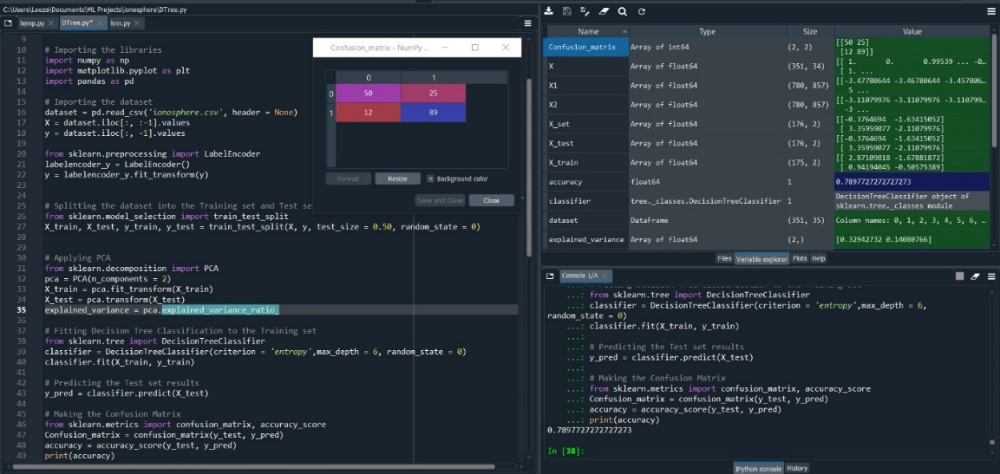 C:\Users\Leeza\Documents\ML Projects\ionosphere\DTree.py
temp.py
DTree.py*
knn.py
9
10 # Importing the libraries
11 import numpy as np
12 import matplotlib.pyplot as plt
13 import pandas as pd
14
15 # Importing the dataset
16 dataset = pd.read_csv('ionosphere.csv', header = None)
17 X = dataset.iloc[:, :-1].values
18 y = dataset.iloc[:, -1].values
19
20 from sklearn.preprocessing import LabelEncoder
21 labelencoder_y = LabelEncoder()
22 y = labelencoder_y.fit_transform(y)
23
24
25 # Splitting the dataset into the Training set and Test se
26 from sklearn.model_selection import train_test_split
27 X_train, X_test, y_train, y_test = train_test_split(X, y, test_size = 0.50, random_state = 0)
28
29
30 # Applying PCA
31 from sklearn.decomposition import PCA
32 pca = PCA(n_components = 2)
33 X_train = pca.fit_transform(X_train)
34 X_test = pca.transform(X_test)
35 explained_variance = pca.explained_variance_ratio_
36
37 # Fitting Decision Tree Classification to the Training set
38 from sklearn.tree import DecisionTreeClassifier
39 classifier = DecisionTreeClassifier(criterion = 'entropy',max_depth = 6, random_state = 0)
40 classifier.fit(X_train, y_train)
41
42 # Predicting the Test set results
43 y_pred = classifier.predict(X_test)
44
45 # Making the Confusion Matrix
46 from sklearn.metrics import confusion_matrix, accuracy_score
47 Confusion_matrix = confusion_matrix(y_test, y_pred)
48 accuracy = accuracy_score(y_test, y_pred)
49 print(accuracy)
Confusion_matrix - NumPy ...
0 1
0 50 25
1 12 89
Format Resize Background color
Save and Close Close
Name Type Size Value
Confusion_matrix Array of int64 (2, 2) [[50 25]
[12 89]]
X Array of float64 (351, 34) [[ 1. 0. 0.99539 ... -0…
[ 1. ...
X1 Array of float64 (780, 857) [[-3.47780644 -3.46780644 -3.457806…
5 ...
X2 Array of float64 (780, 857) [[-3.11079976 -3.11079976 -3.110799…
-3 ...
X_set Array of float64 (176, 2) [[-0.3764694 -1.63415052]
[ 3.35959077 -2.11079976]
X_test Array of float64 (176, 2) [[-0.3764694 -1.63415052]
[ 3.35959077 -2.11079976]
X_train Array of float64 (175, 2) [[ 2.87109818 -1.67881872]
[ 0.94194045 -0.50575389]
accuracy float64 1 0.7897727272727273
classifier tree._classes.DecisionTreeClassifier 1 DecisionTreeClassifier object of
sklearn.tree._classes module
dataset DataFrame (351, 35) Column names: 0, 1, 2, 3, 4, 5, 6, …
explained_variance Array of float64 (2,) [0.32942732 0.14080766]
Files Variable explorer Plots Help
Console 1/A
...: from sklearn.tree import DecisionTreeClassifier
...: classifier = DecisionTreeClassifier(criterion = 'entropy',max_depth = 6,
random_state = 0)
...: classifier.fit(X_train, y_train)
...:
...: # Predicting the Test set results
...: y_pred = classifier.predict(X_test)
...:
...: # Making the Confusion Matrix
...: from sklearn.metrics import confusion_matrix, accuracy_score
...: Confusion_matrix = confusion_matrix(y_test, y_pred)
...: accuracy = accuracy_score(y_test, y_pred)
...: print(accuracy)
0.7897727272727273
In [38]:
IPython console History